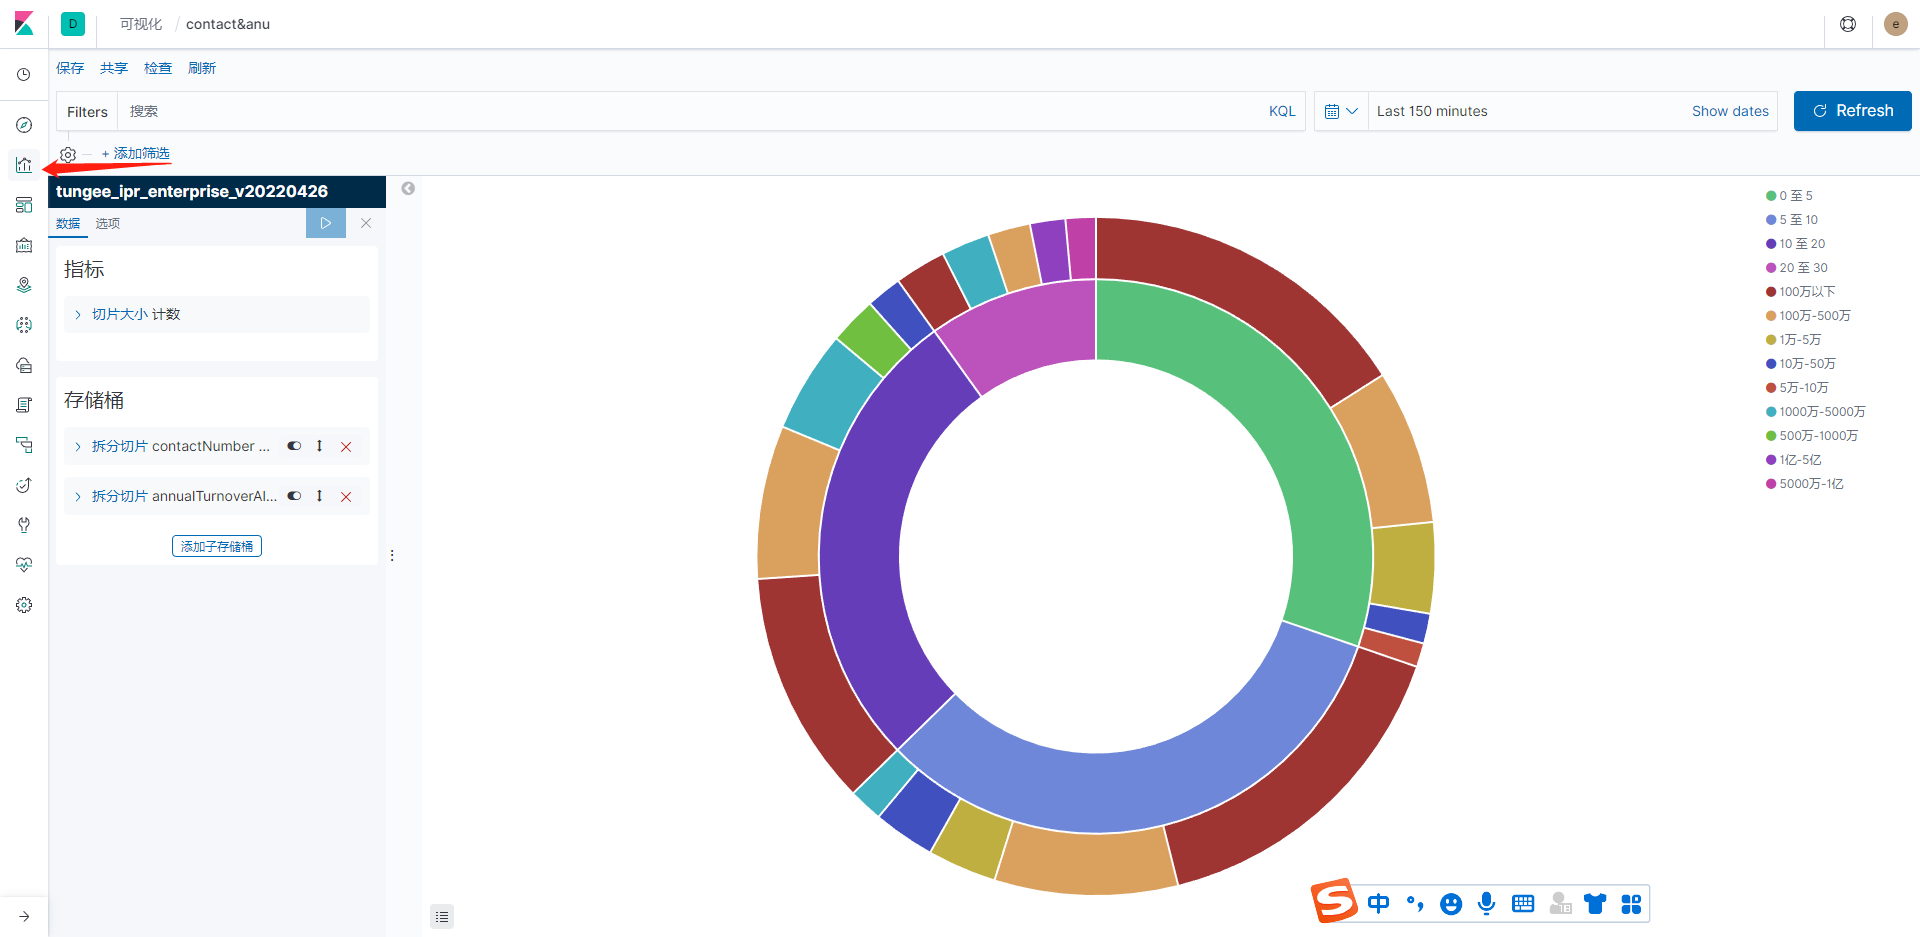 D
可视化 / contact&anu
e
保存 共享 检查 刷新
Filters 搜索 KQL
Last 150 minutes Show dates
Refresh
+ 添加筛选
tungee_ipr_enterprise_v20220426
数据 选项
指标
切片大小 计数
存储桶
拆分切片 contactNumber ...
拆分切片 annualTurnoverAl...
添加子存储桶
0 至 5
5 至 10
10 至 20
20 至 30
100万以下
100万-500万
1万-5万
10万-50万
5万-10万
1000万-5000万
500万-1000万
1亿-5亿
5000万-1亿
S 中 °,